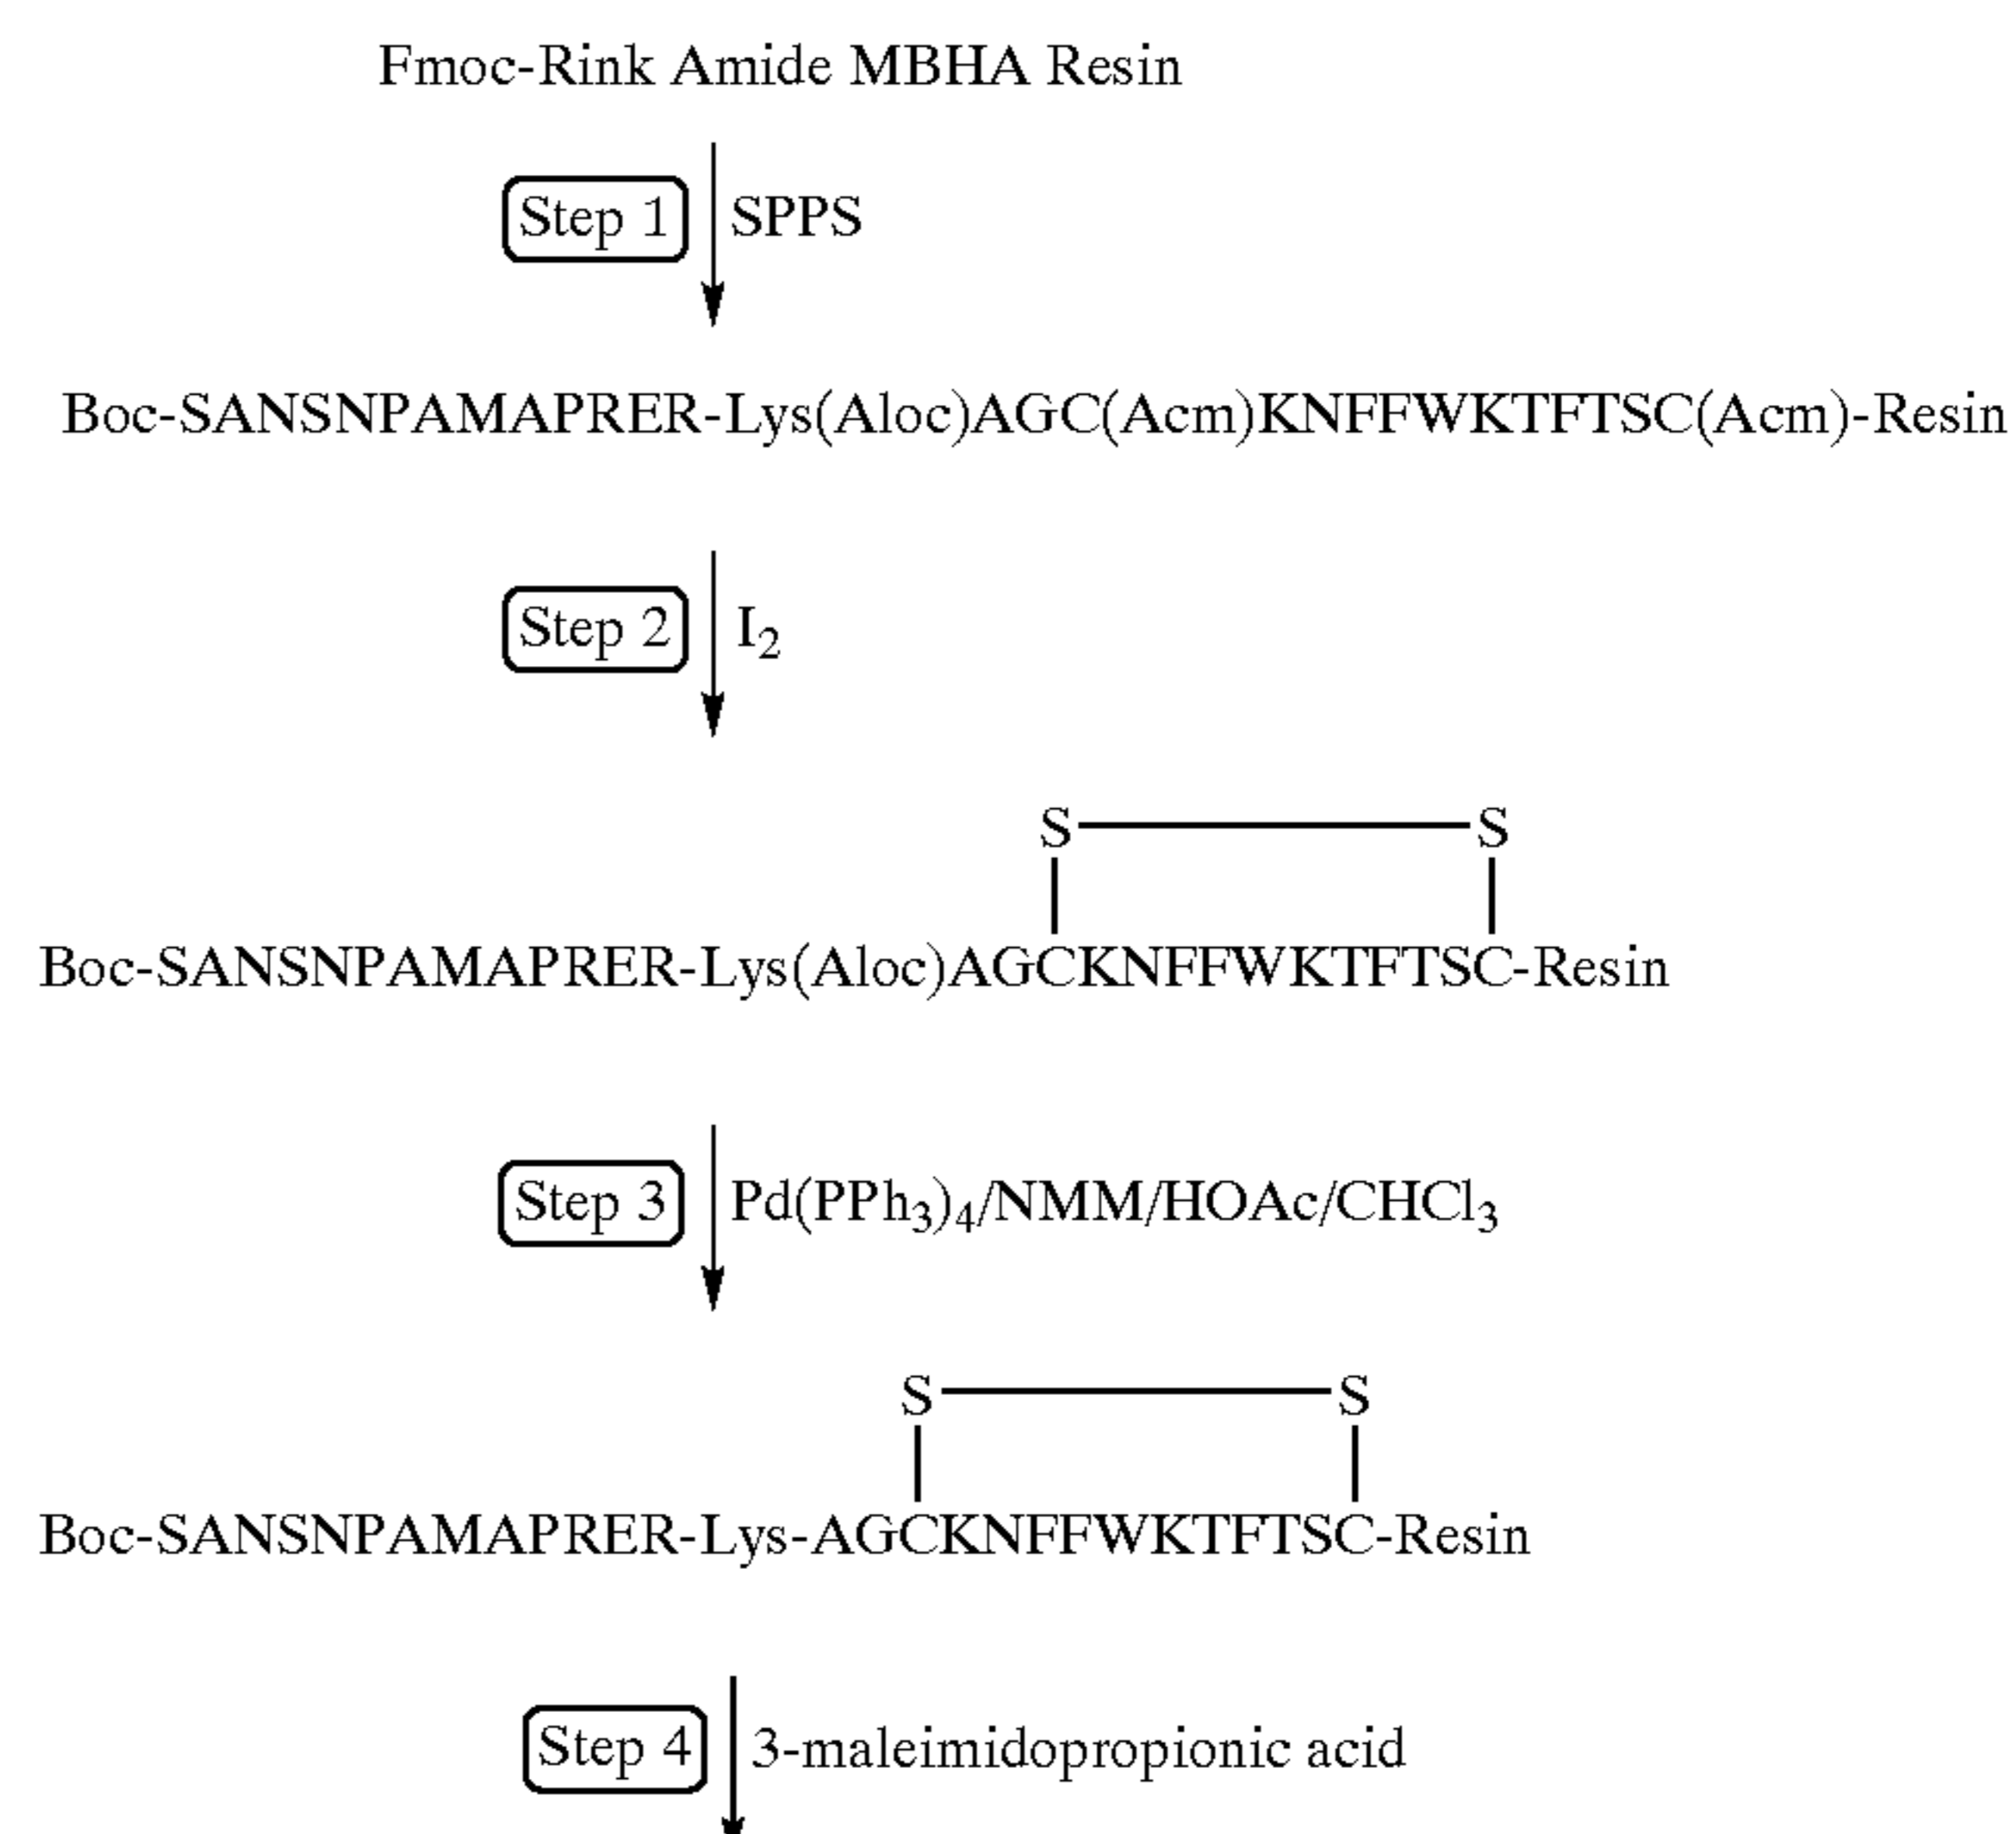 Fmoc-Rink Amide MBHA Resin
Step 1 SPPS
Boc-SANSNPAMAPRER-Lys(Aloc)AGC(Acm)KNFFWKTFTSC(Acm)-Resin
Step 2 I₂
S S
Boc-SANSNPAMAPRER-Lys(Aloc)AGCKNFFWKTFTSC-Resin
Step 3 Pd(PPh₃)₄/NMM/HOAc/CHCl₃
S S
Boc-SANSNPAMAPRER-Lys-AGCKNFFWKTFTSC-Resin
Step 4 3-maleimidopropionic acid